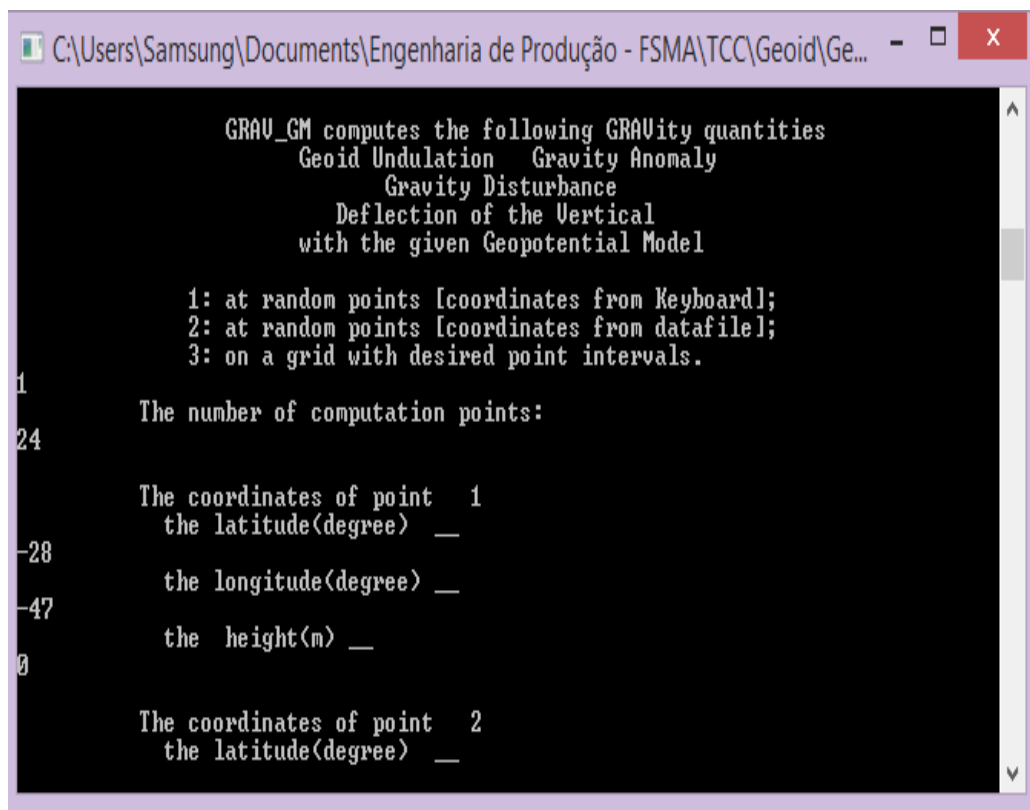 C:\Users\Samsung\Documents\Engenharia de Produção - FSMA\TCC\Geoid\Ge...
GRAV_GM computes the following GRAVity quantities
Geoid Undulation Gravity Anomaly
Gravity Disturbance
Deflection of the Vertical
with the given Geopotential Model
1: at random points [coordinates from Keyboard];
2: at random points [coordinates from datafile];
3: on a grid with desired point intervals.
1
The number of computation points:
24
The coordinates of point 1
the latitude(degree) __
-28
the longitude(degree) __
-47
the height(m) __
0
The coordinates of point 2
the latitude(degree) __